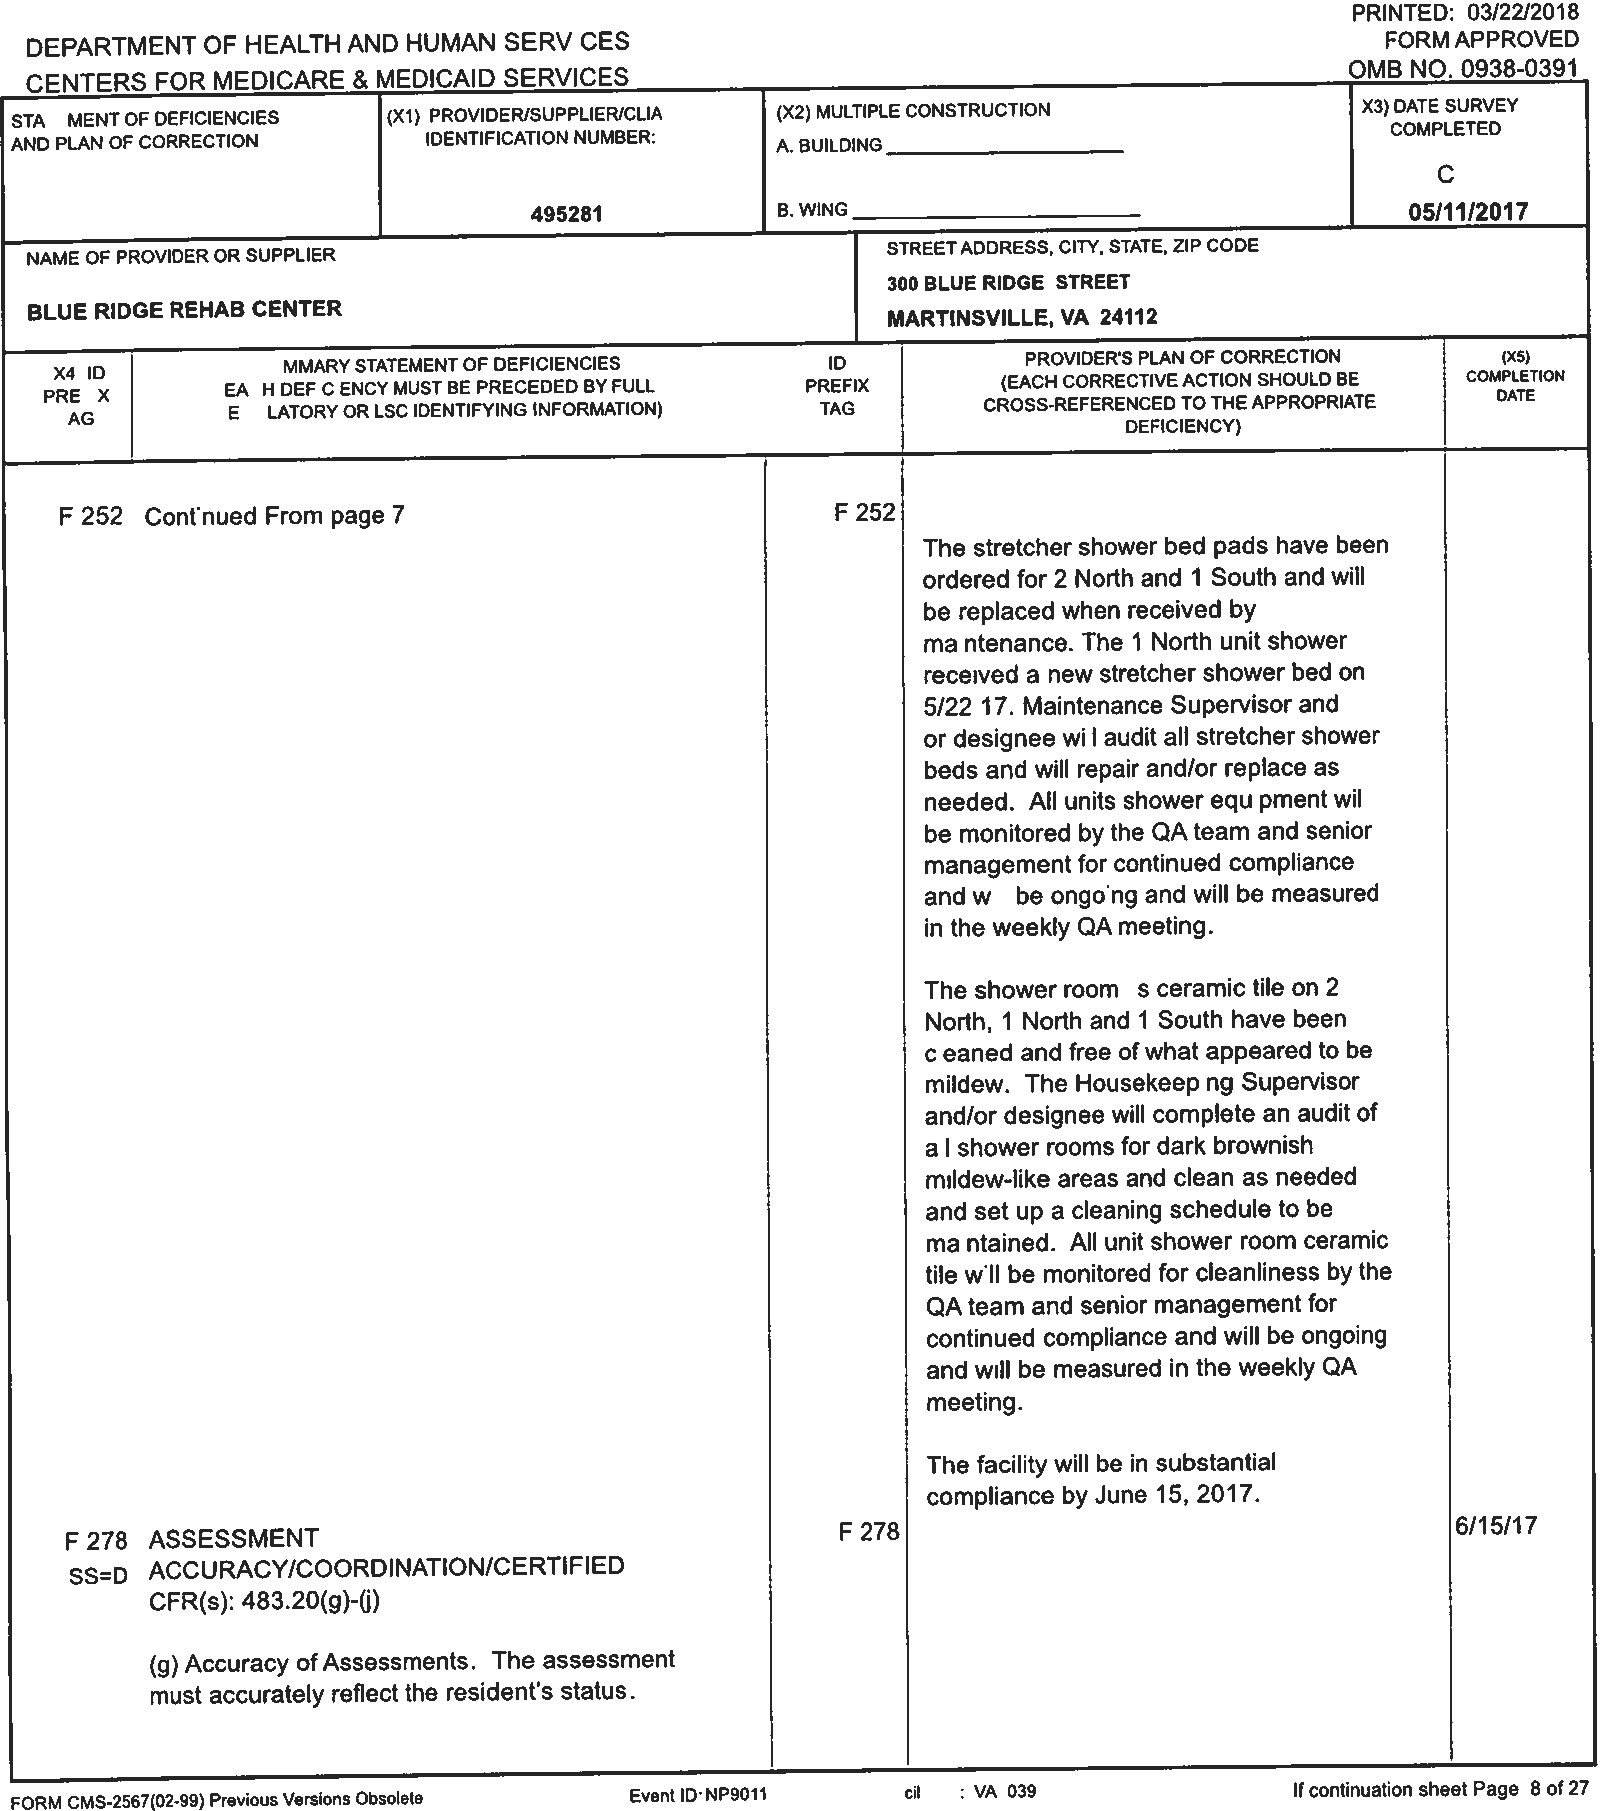 PRINTED: 03/22/2018
DEPARTMENT OF HEALTH AND HUMAN SERV CES
FORM APPROVED
CENTERS FOR MEDICARE & MEDICAID SERVICES
OMB NO. 0938-0391
STA MENT OF DEFICIENCIES
AND PLAN OF CORRECTION
(X1) PROVIDER/SUPPLIER/CLIA
IDENTIFICATION NUMBER:
495281
(X2) MULTIPLE CONSTRUCTION
A. BUILDING
B. WING
X3) DATE SURVEY
COMPLETED
C
05/11/2017
NAME OF PROVIDER OR SUPPLIER
BLUE RIDGE REHAB CENTER
STREET ADDRESS, CITY, STATE, ZIP CODE
300 BLUE RIDGE STREET
MARTINSVILLE, VA 24112
X4 ID
PRE X
AG
MMARY STATEMENT OF DEFICIENCIES
EA H DEF C ENCY MUST BE PRECEDED BY FULL
E LATORY OR LSC IDENTIFYING INFORMATION)
ID
PREFIX
TAG
PROVIDER'S PLAN OF CORRECTION
(EACH CORRECTIVE ACTION SHOULD BE
CROSS-REFERENCED TO THE APPROPRIATE
DEFICIENCY)
(X5)
COMPLETION
DATE
F 252 Cont'nued From page 7
F 252
The stretcher shower bed pads have been
ordered for 2 North and 1 South and will
be replaced when received by
ma ntenance. The 1 North unit shower
received a new stretcher shower bed on
5/22 17. Maintenance Supervisor and
or designee wi l audit all stretcher shower
beds and will repair and/or replace as
needed. All units shower equ pment wil
be monitored by the QA team and senior
management for continued compliance
and w be ongo'ng and will be measured
in the weekly QA meeting.
The shower room s ceramic tile on 2
North, 1 North and 1 South have been
c eaned and free of what appeared to be
mildew. The Housekeep ng Supervisor
and/or designee will complete an audit of
a l shower rooms for dark brownish
mildew-like areas and clean as needed
and set up a cleaning schedule to be
ma ntained. All unit shower room ceramic
tile w'll be monitored for cleanliness by the
QA team and senior management for
continued compliance and will be ongoing
and will be measured in the weekly QA
meeting.
The facility will be in substantial
compliance by June 15, 2017.
F 278 ASSESSMENT
SS=D ACCURACY/COORDINATION/CERTIFIED
CFR(s): 483.20(g)-(j)
F 278
6/15/17
(g) Accuracy of Assessments. The assessment
must accurately reflect the resident's status.
FORM CMS-2567(02-99) Previous Versions Obsolete
Event ID: NP9011
cil : VA 039
If continuation sheet Page 8 of 27